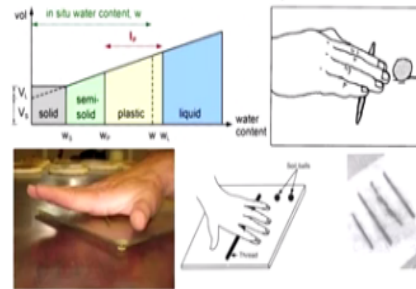 vol
in situ water content, w
Iₚ
Vₗ
Vₛ
solid
semi-
solid
plastic
liquid
wₛ
wₚ
w
wₗ
water
content
Soil balls
Thread